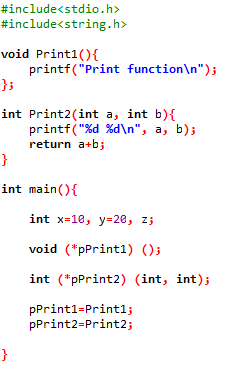 #include<stdio.h>
#include<string.h>

void Print1(){
    printf("Print function\n");
};

int Print2(int a, int b){
    printf("%d %d\n", a, b);
    return a+b;
}

int main(){

    int x=10, y=20, z;

    void (*pPrint1) ();

    int (*pPrint2) (int, int);

    pPrint1=Print1;
    pPrint2=Print2;

}